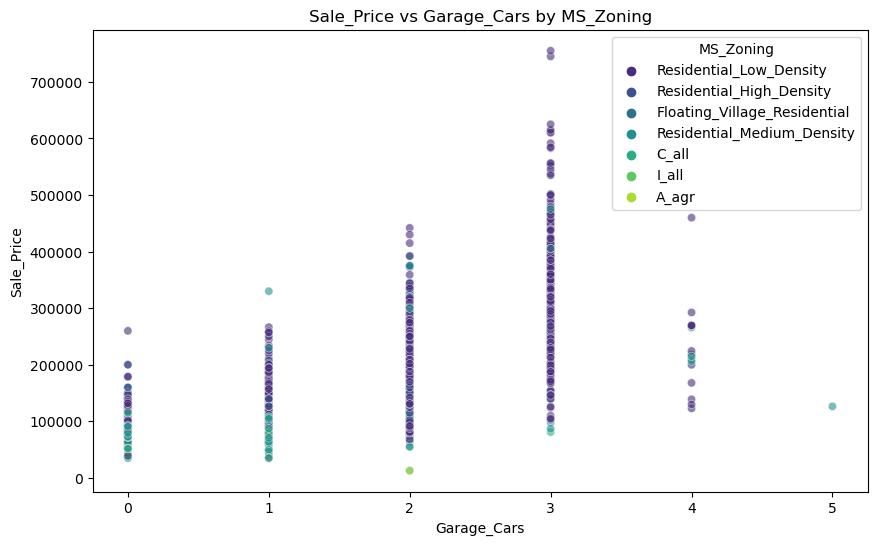 Sale_Price vs Garage_Cars by MS_Zoning
MS_Zoning
Residential_Low_Density
Residential_High_Density
Floating_Village_Residential
Residential_Medium_Density
C_all
I_all
A_agr
Sale_Price
700000
600000
500000
400000
300000
200000
100000
0
0 1 2 3 4 5
Garage_Cars